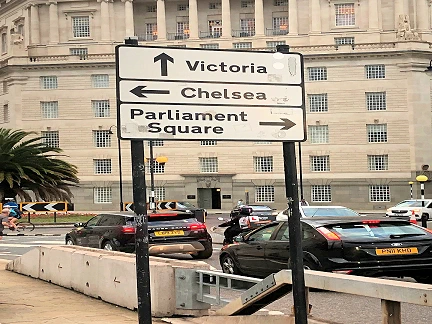 Victoria
Chelsea
Parliament
Square